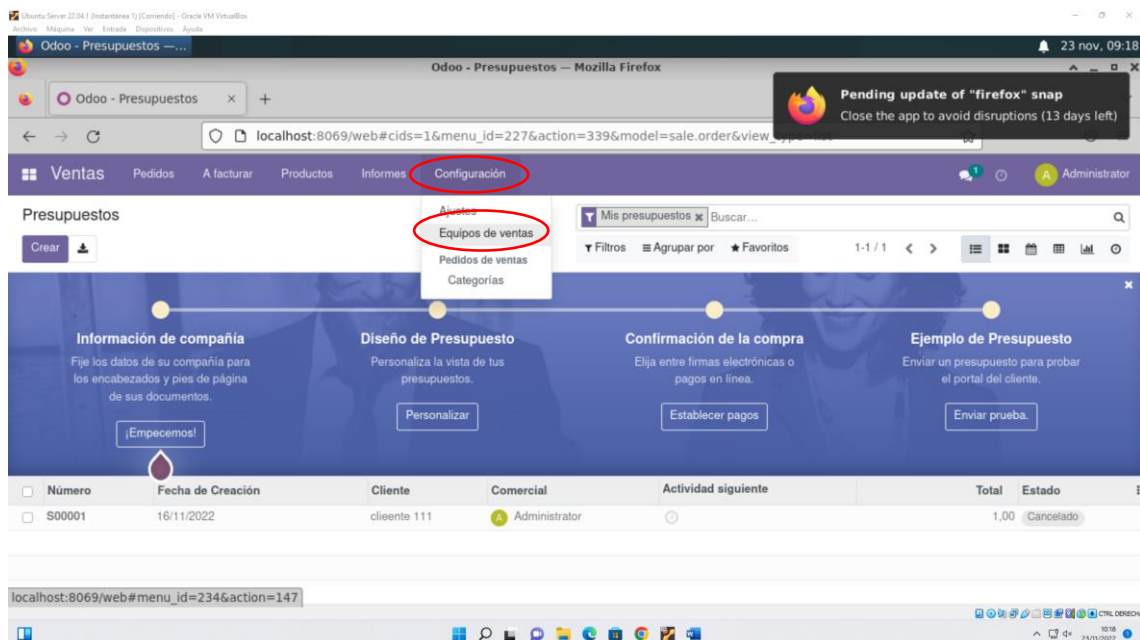 Ubuntu Server 22.04.1 (Instantánea 1) [Corriendo] - Oracle VM VirtualBox
Archivo Máquina Ver Entrada Dispositivos Ayuda
Odoo - Presupuestos —...
23 nov, 09:18
Odoo - Presupuestos — Mozilla Firefox
Odoo - Presupuestos × +
Pending update of "firefox" snap
Close the app to avoid disruptions (13 days left)
localhost:8069/web#cids=1&menu_id=227&action=339&model=sale.order&view_type=list
Ventas Pedidos A facturar Productos Informes Configuración 1 A Administrator
Presupuestos
Ajustes
Mis presupuestos × Buscar...
Crear
Equipos de ventas
Filtros Agrupar por Favoritos 1-1 / 1
Pedidos de ventas
Categorías
Información de compañía
Fije los datos de su compañía para
los encabezados y pies de página
de sus documentos.
¡Empecemos!
Diseño de Presupuesto
Personaliza la vista de tus
presupuestos.
Personalizar
Confirmación de la compra
Elija entre firmas electrónicas o
pagos en línea.
Establecer pagos
Ejemplo de Presupuesto
Enviar un presupuesto para probar
el portal del cliente.
Enviar prueba.
Número Fecha de Creación Cliente Comercial Actividad siguiente Total Estado
S00001 16/11/2022 clieente 111 A Administrator 1,00 Cancelado
localhost:8069/web#menu_id=234&action=147
CTRL DERECHA
10:18
23/11/2022